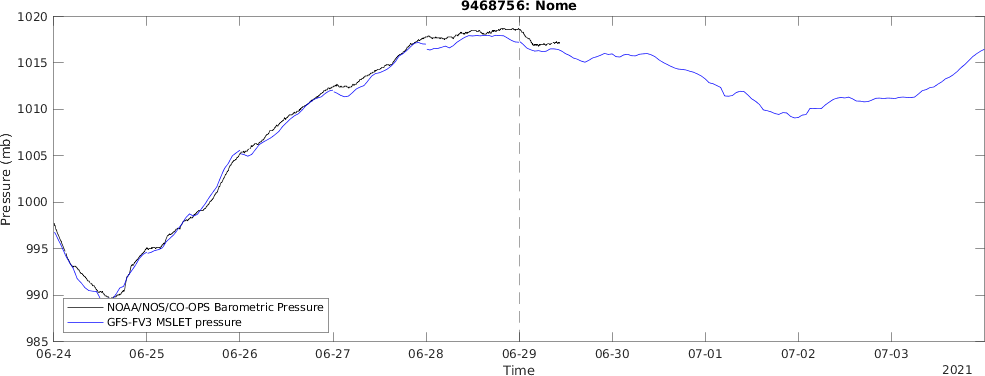 9468756: Nome
1020
1015
1010
1005
1000
995
990
985
Pressure (mb)
NOAA/NOS/CO-OPS Barometric Pressure
GFS-FV3 MSLET pressure
06-24 06-25 06-26 06-27 06-28 06-29 06-30 07-01 07-02 07-03
Time
2021